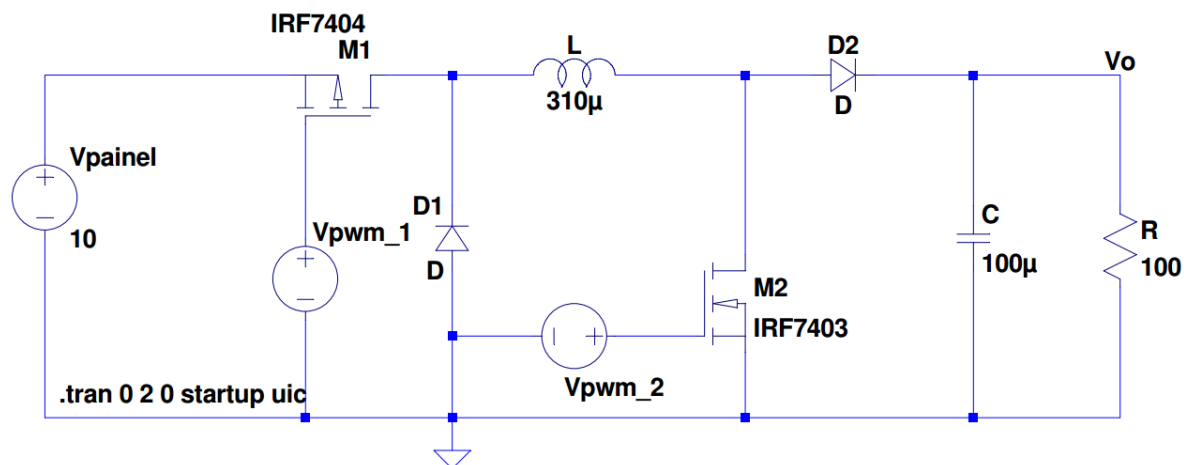 IRF7404
M1
L
310µ
D2
D
Vo
Vpainel
10
Vpwm_1
D1
D
C
100µ
R
100
M2
IRF7403
Vpwm_2
.tran 0 2 0 startup uic